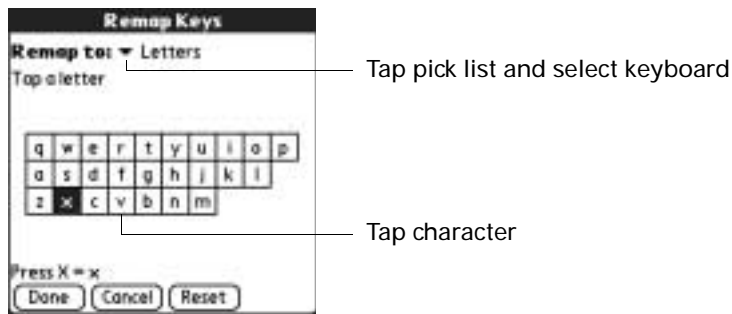 Remap Keys
Remap to: Letters
Tap pick list and select keyboard
Tap a letter
q w e r t y u i o p
a s d f g h j k l
z x c v b n m
Tap character
Press X = x
Done Cancel Reset